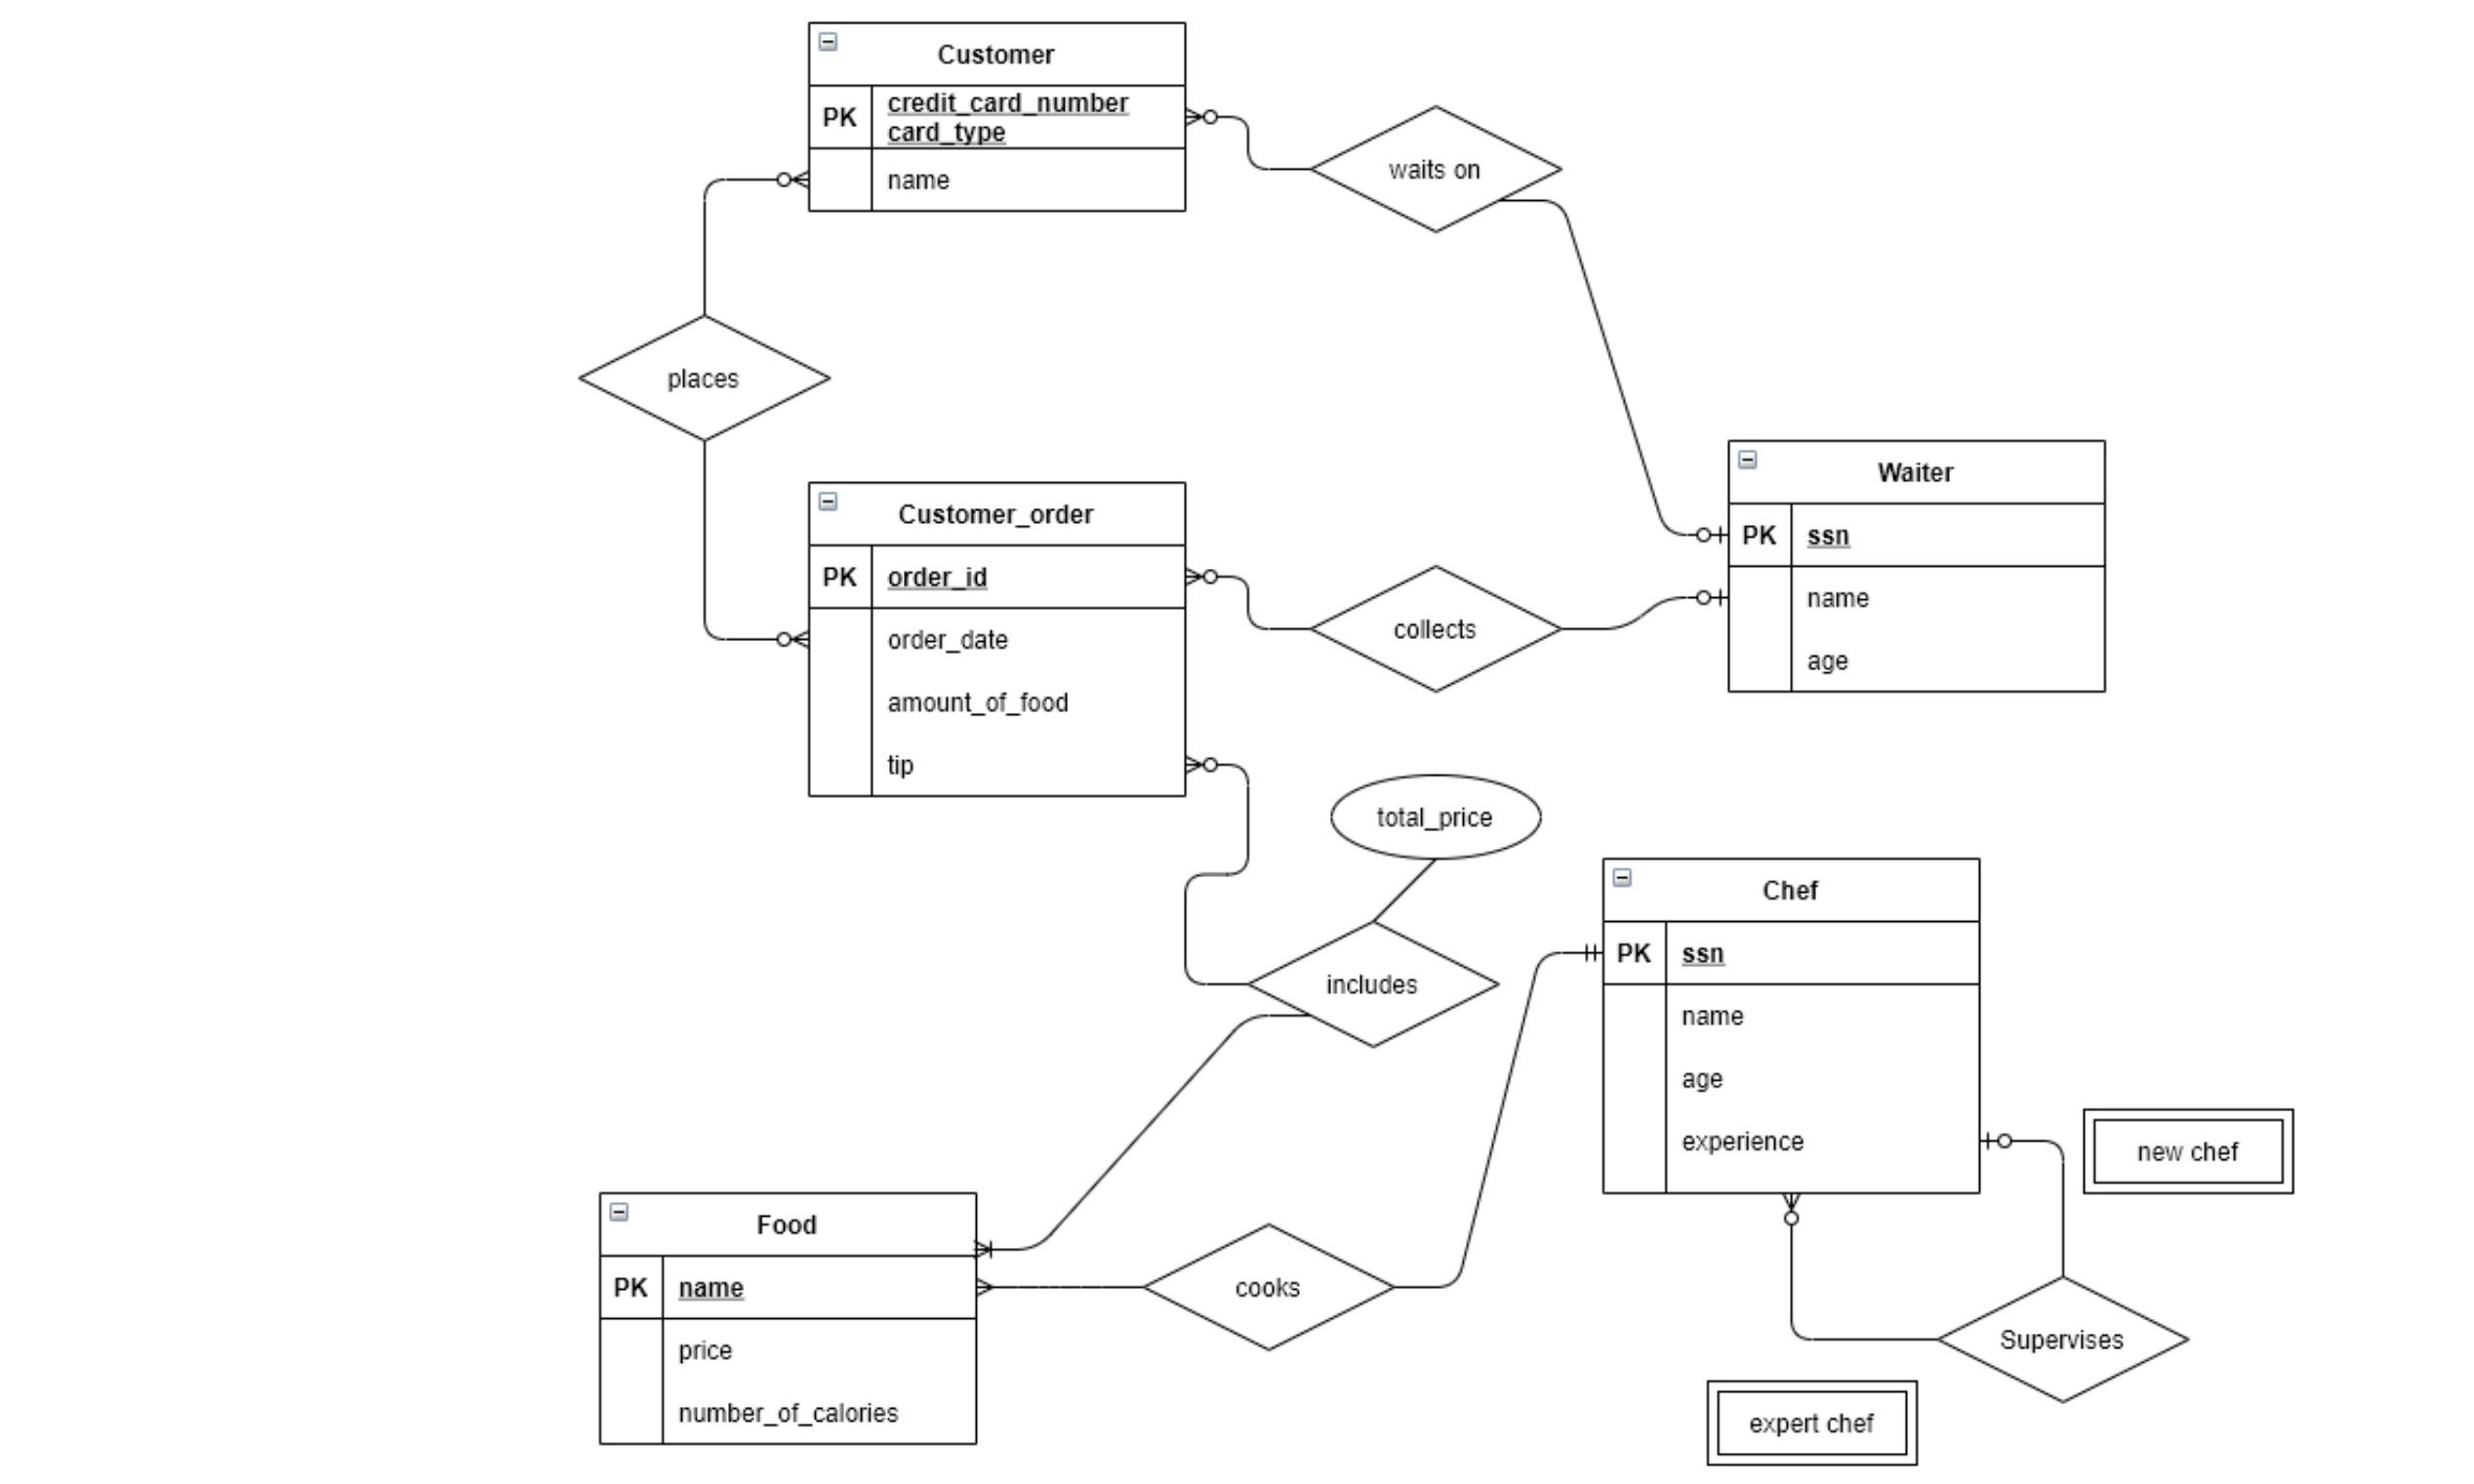 Customer
PK
credit_card_number
card_type
name
waits on
places
Waiter
PK
ssn
name
age
Customer_order
PK
order_id
order_date
amount_of_food
tip
collects
total_price
includes
Chef
PK
ssn
name
age
experience
new chef
Food
PK
name
price
number_of_calories
cooks
Supervises
expert chef